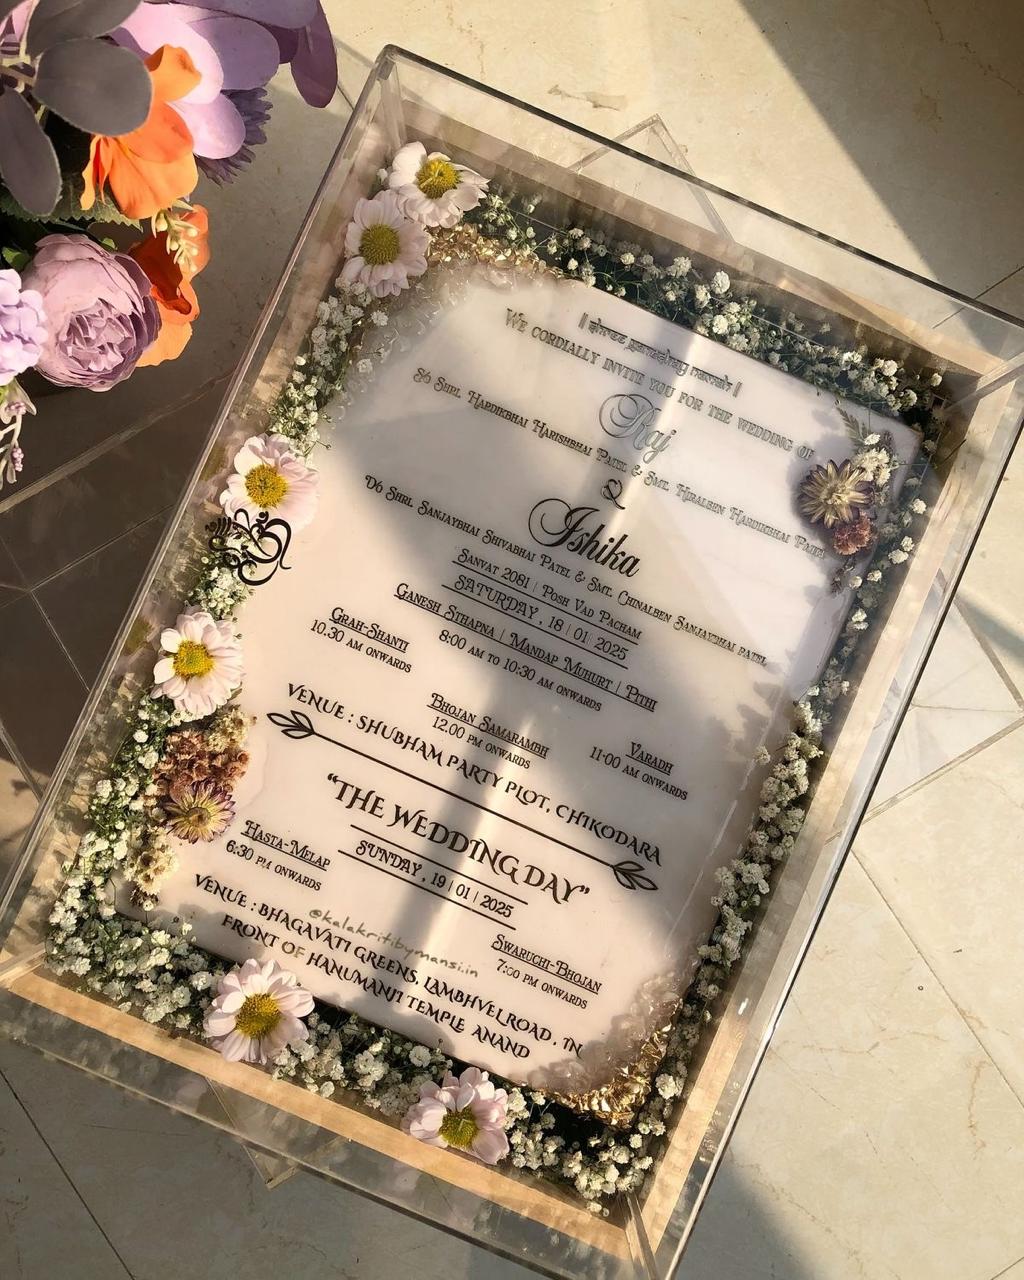 || shree ganeshay namah ||
We cordially invite you for the wedding of
Raj
S/o Shri. Hardikbhai Harishbhai Patel & Smt. Hiralben Hardikbhai Patel
&
Ishika
D/o Shri. Sanjaybhai Shivabhai Patel & Smt. Chinalben Sanjaybhai patel
Sanvat 2081 | Posh Vad Pacham
SATURDAY, 18 | 01 | 2025
Ganesh Sthapna | Mandap Muhurt | Pithi
8:00 am to 10:30 am onwards
Grah-Shanti
10.30 am onwards
Bhojan Samarambh
12.00 pm onwards
Varadh
11:00 am onwards
VENUE : SHUBHAM PARTY PLOT, CHIKODARA
"THE WEDDING DAY"
SUNDAY, 19 | 01 | 2025
Hasta-Melap
6:30 pm onwards
Swaruchi-Bhojan
7:00 pm onwards
@kalakritibymansi.in
VENUE : BHAGAVATI GREENS, LAMBHVEL ROAD, IN
FRONT OF HANUMANJI TEMPLE ANAND